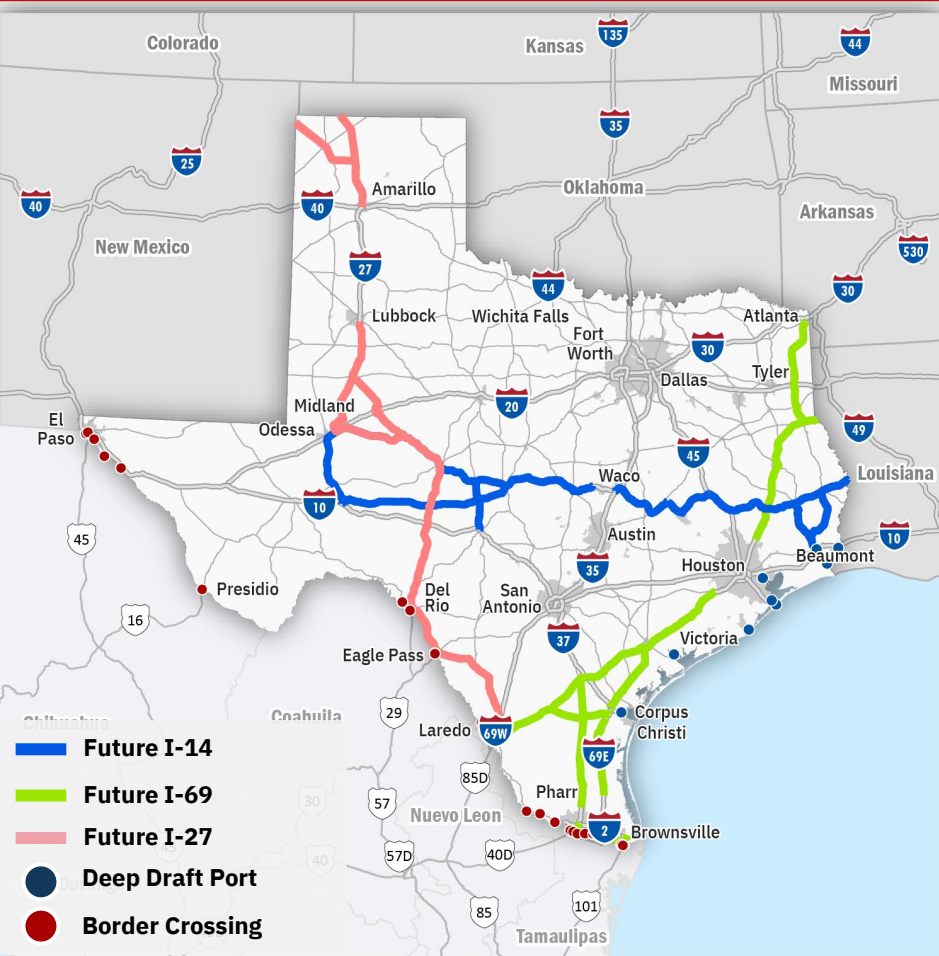 135
Colorado
Kansas
44
Missouri
35
25
Oklahoma
Amarillo
40
40
Arkansas
New Mexico
530
27
44
30
Lubbock
Wichita Falls
Atlanta
Fort
Worth
30
Tyler
Dallas
Midland
20
El
Paso
Odessa
49
45
Louisiana
Waco
10
45
Austin
10
Beaumont
Houston
35
Presidio
Del
Rio
San
Antonio
16
37
Victoria
Eagle Pass
Chihuahua
Coahuila
29
Corpus
Christi
Laredo
69W
Future I-14
69E
85D
Future I-69
30
57
Pharr
Nuevo Leon
2
Brownsville
Future I-27
45
40
57D
40D
Deep Draft Port
Durango
85
101
Border Crossing
Tamaulipas